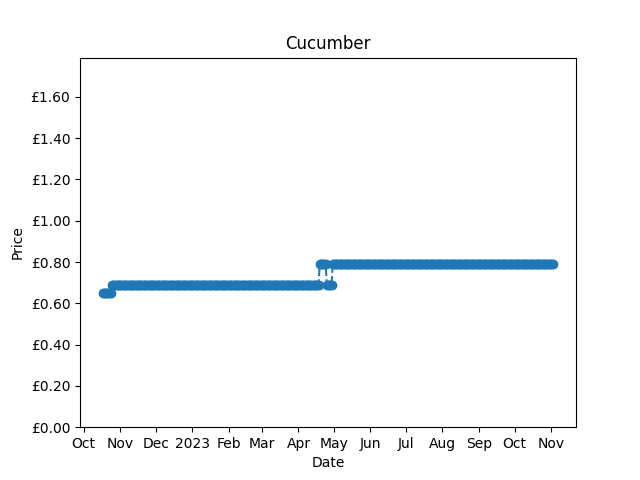 Cucumber
£1.60
£1.40
£1.20
£1.00
£0.80
£0.60
£0.40
£0.20
£0.00
Price
Oct Nov Dec 2023 Feb Mar Apr May Jun Jul Aug Sep Oct Nov
Date